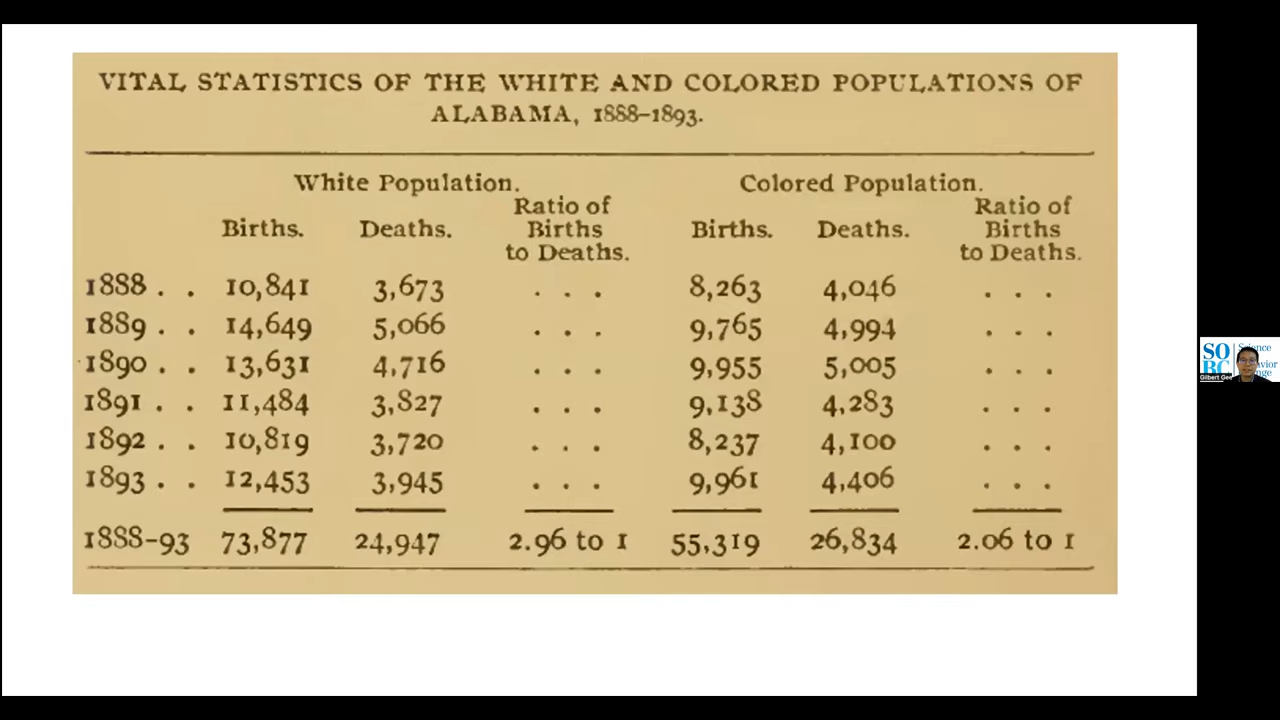 VITAL STATISTICS OF THE WHITE AND COLORED POPULATIONS OF
ALABAMA, 1888–1893.
White Population. Colored Population.
Births. Deaths. Ratio of Births to Deaths. Births. Deaths. Ratio of Births to Deaths.
1888 . . 10,841 3,673 . . . 8,263 4,046 . . .
1889 . . 14,649 5,066 . . . 9,765 4,994 . . .
1890 . . 13,631 4,716 . . . 9,955 5,005 . . .
1891 . . 11,484 3,827 . . . 9,138 4,283 . . .
1892 . . 10,819 3,720 . . . 8,237 4,100 . . .
1893 . . 12,453 3,945 . . . 9,961 4,406 . . .
1888–93 73,877 24,947 2.96 to 1 55,319 26,834 2.06 to 1
SO
BC
Science
Gilbert Gee